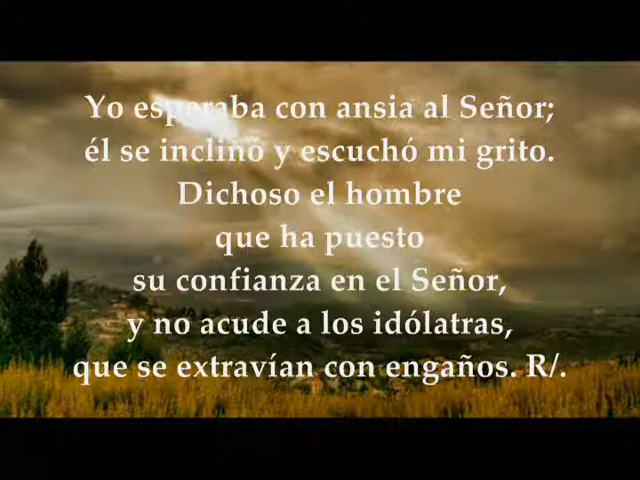 Yo esperaba con ansia al Señor;
él se inclinó y escuchó mi grito.
Dichoso el hombre
que ha puesto
su confianza en el Señor,
y no acude a los idólatras,
que se extravían con engaños. R/.